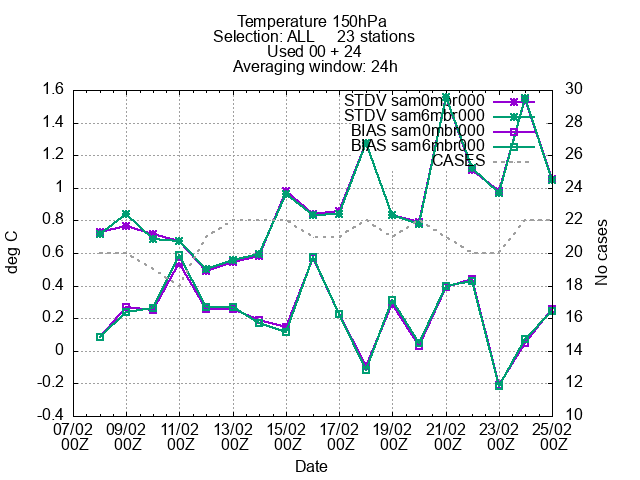 Temperature 150hPa
Selection: ALL 23 stations
Used 00 + 24
Averaging window: 24h
1.6
1.4
1.2
1
0.8
0.6
0.4
0.2
0
-0.2
-0.4
deg C
STDV sam0mbr000
STDV sam6mbr000
BIAS sam0mbr000
BIAS sam6mbr000
CASES
30
28
26
24
22
20
18
16
14
12
10
No cases
07/02 09/02 11/02 13/02 15/02 17/02 19/02 21/02 23/02 25/02
00Z 00Z 00Z 00Z 00Z 00Z 00Z 00Z 00Z 00Z
Date